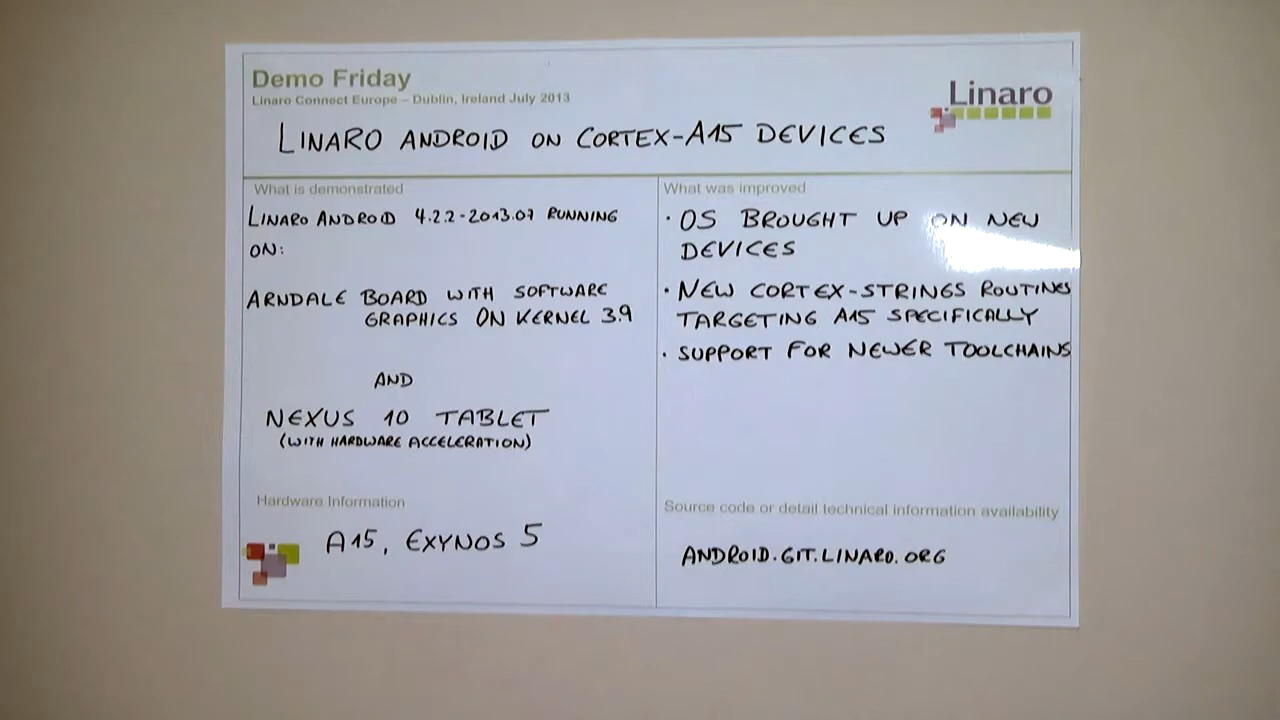 Demo Friday
Linaro Connect Europe – Dublin, Ireland July 2013
Linaro
LINARO ANDROID ON CORTEX-A15 DEVICES
What is demonstrated
LINARO ANDROID 4.2.2-2013.07 RUNNING
ON:
ARNDALE BOARD WITH SOFTWARE
GRAPHICS ON KERNEL 3.9
AND
NEXUS 10 TABLET
(WITH HARDWARE ACCELERATION)
What was improved
· OS BROUGHT UP ON NEW
DEVICES
· NEW CORTEX-STRINGS ROUTINES
TARGETING A15 SPECIFICALLY
· SUPPORT FOR NEWER TOOLCHAINS
Hardware Information
A15, EXYNOS 5
Source code or detail technical information availability
ANDROID.GIT.LINARO.ORG